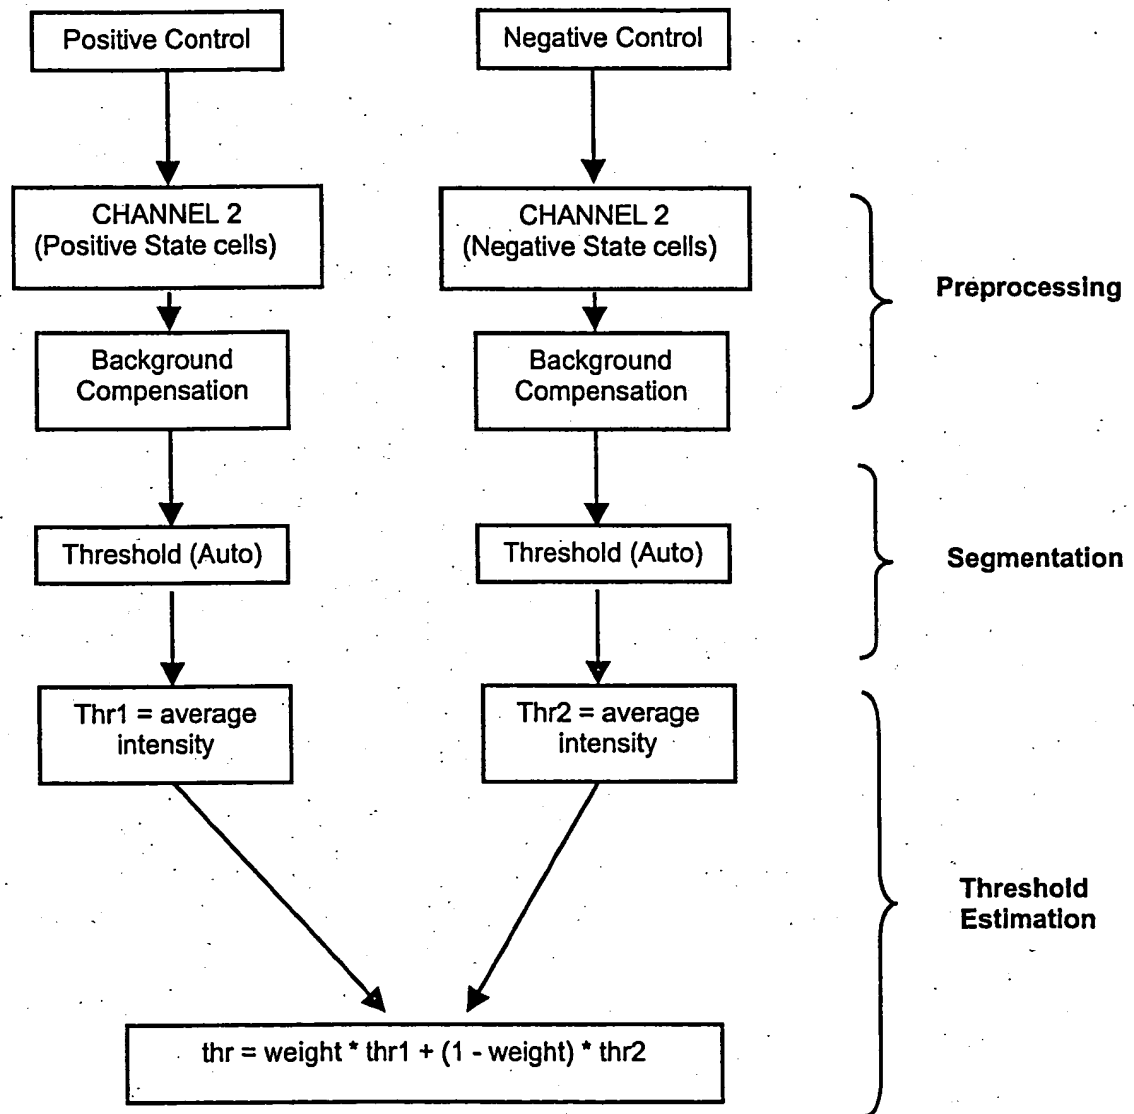 Positive Control
Negative Control
CHANNEL 2
(Positive State cells)
CHANNEL 2
(Negative State cells)
Preprocessing
Background
Compensation
Background
Compensation
Threshold (Auto)
Threshold (Auto)
Segmentation
Thr1 = average
intensity
Thr2 = average
intensity
Threshold
Estimation
thr = weight * thr1 + (1 - weight) * thr2